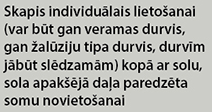 Skapis individuālais lietošanai
(var būt gan veramas durvis,
gan žalūziju tipa durvis, durvīm
jābūt slēdzamām) kopā ar solu,
sola apakšējā daļa paredzēta
somu novietošanai